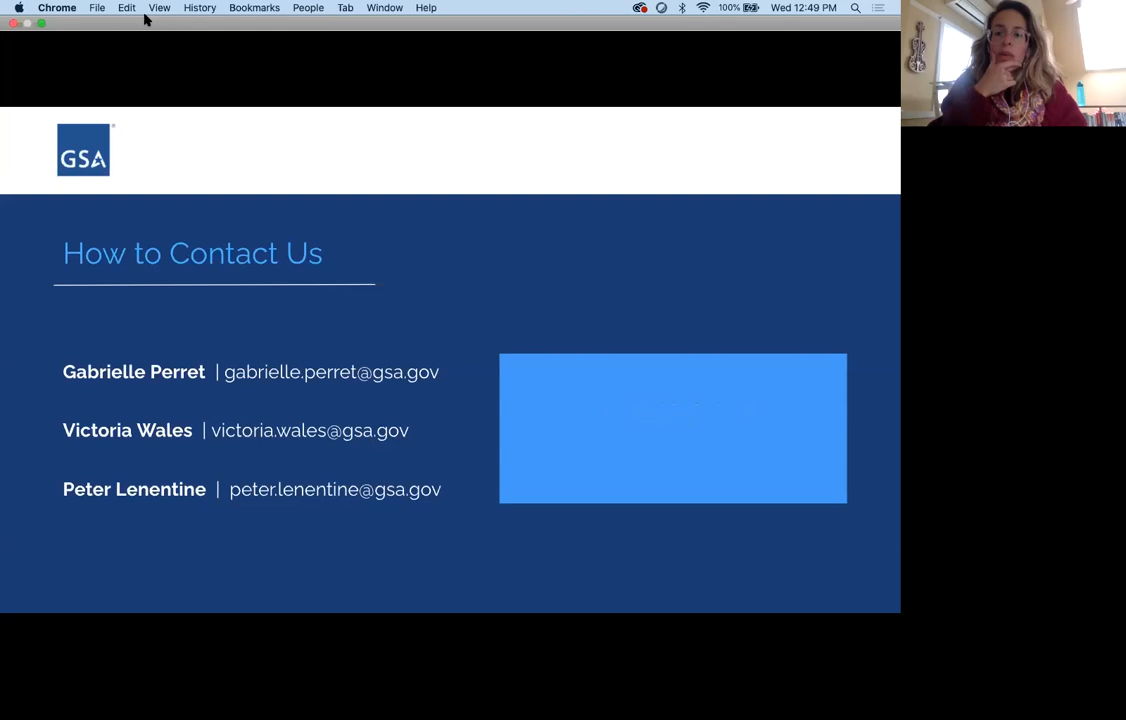 Chrome File Edit View History Bookmarks People Tab Window Help 100% Wed 12:49 PM
GSA
How to Contact Us
Gabrielle Perret | gabrielle.perret@gsa.gov
Victoria Wales | victoria.wales@gsa.gov
Peter Lenentine | peter.lenentine@gsa.gov